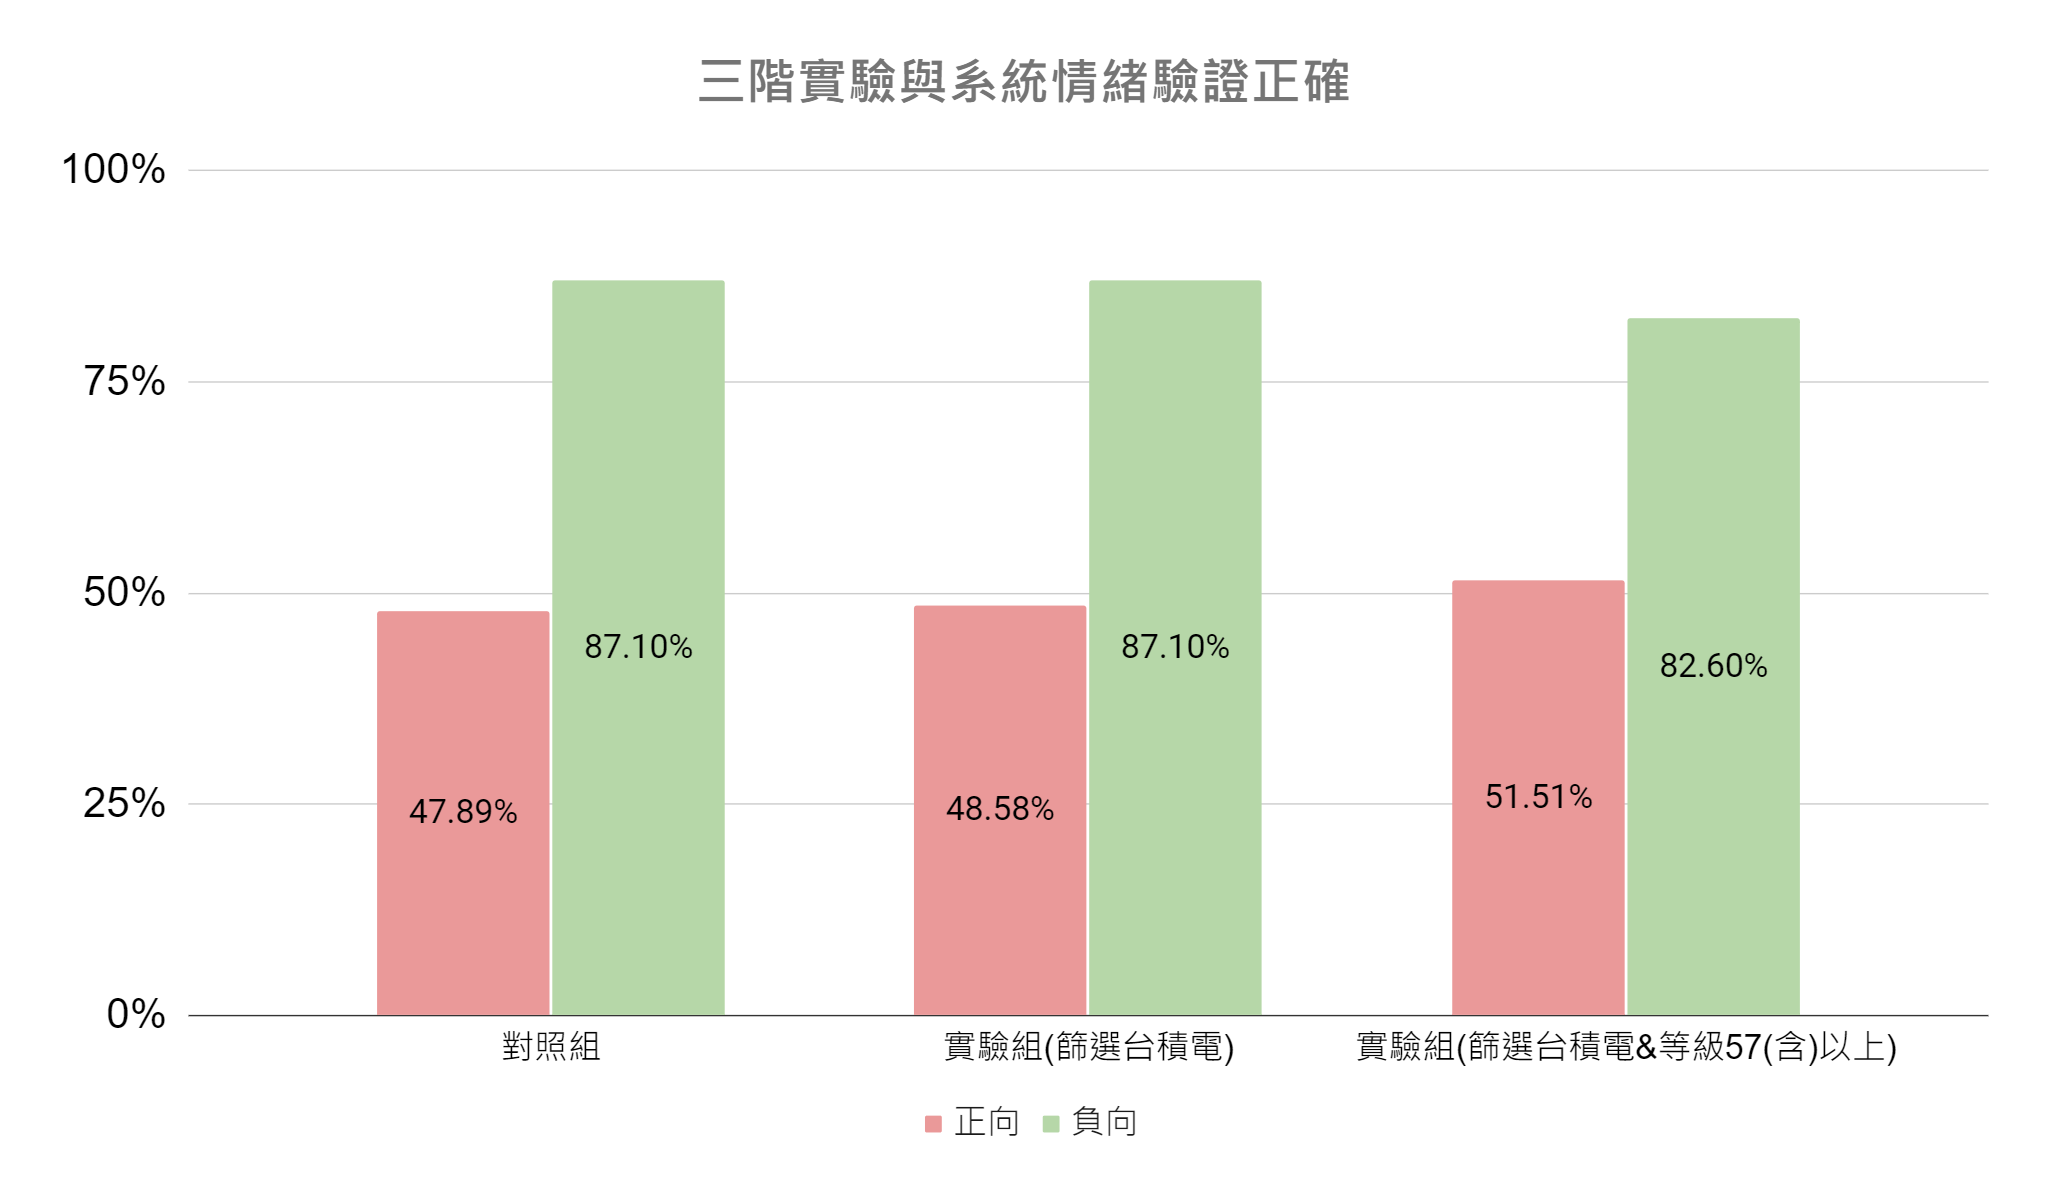 三階實驗與系統情緒驗證正確
100%
75%
50%
25%
0%
47.89%
87.10%
48.58%
87.10%
51.51%
82.60%
對照組
實驗組(篩選台積電)
實驗組(篩選台積電&等級57(含)以上)
正向
負向